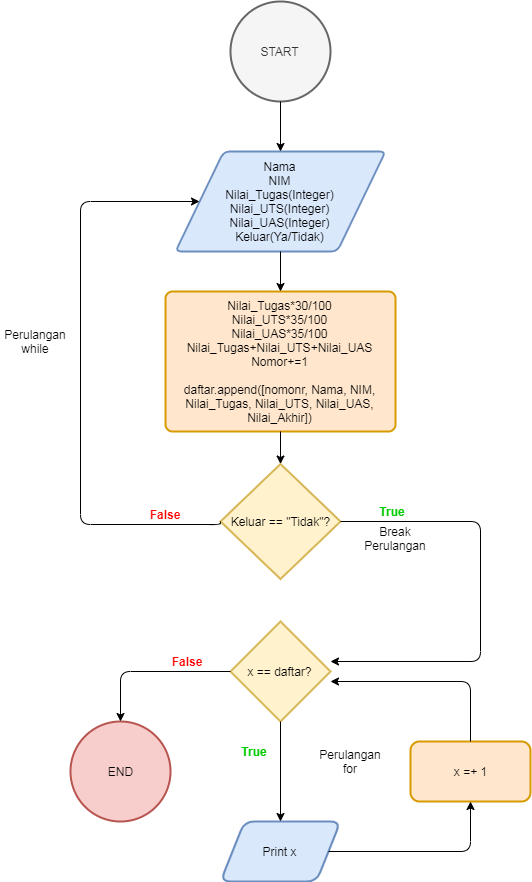 START
Nama
NIM
Nilai_Tugas(Integer)
Nilai_UTS(Integer)
Nilai_UAS(Integer)
Keluar(Ya/Tidak)
Nilai_Tugas*30/100
Nilai_UTS*35/100
Nilai_UAS*35/100
Nilai_Tugas+Nilai_UTS+Nilai_UAS
Nomor+=1
daftar.append([nomonr, Nama, NIM,
Nilai_Tugas, Nilai_UTS, Nilai_UAS,
Nilai_Akhir])
Perulangan
while
False
Keluar == "Tidak"?
True
Break
Perulangan
False
x == daftar?
True
Perulangan
for
END
x =+ 1
Print x